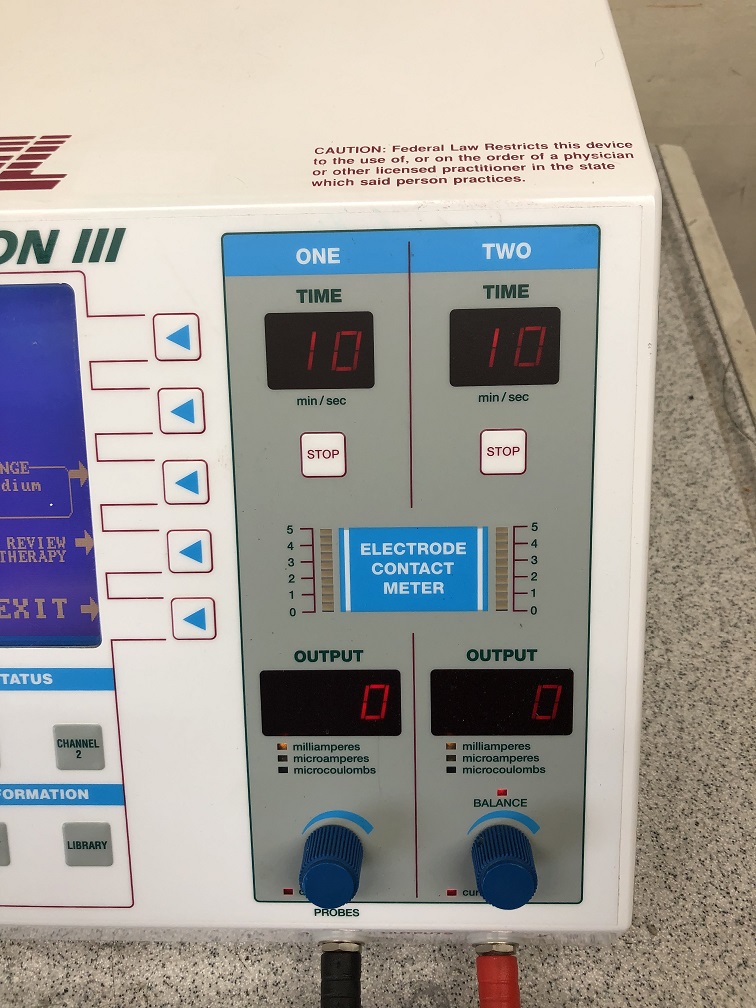 CAUTION: Federal Law Restricts this device
to the use of, or on the order of a physician
or other licensed practitioner in the state
which said person practices.
ON III
ONE
TWO
TIME
TIME
10
10
min/sec
min/sec
STOP
STOP
NGE
dium
REVIEW
THERAPY
EXIT
5
4
3
2
1
0
ELECTRODE
CONTACT
METER
5
4
3
2
1
0
TATUS
CHANNEL
2
ORMATION
LIBRARY
OUTPUT
OUTPUT
0
0
milliamperes
microamperes
microcoulombs
milliamperes
microamperes
microcoulombs
BALANCE
PROBES